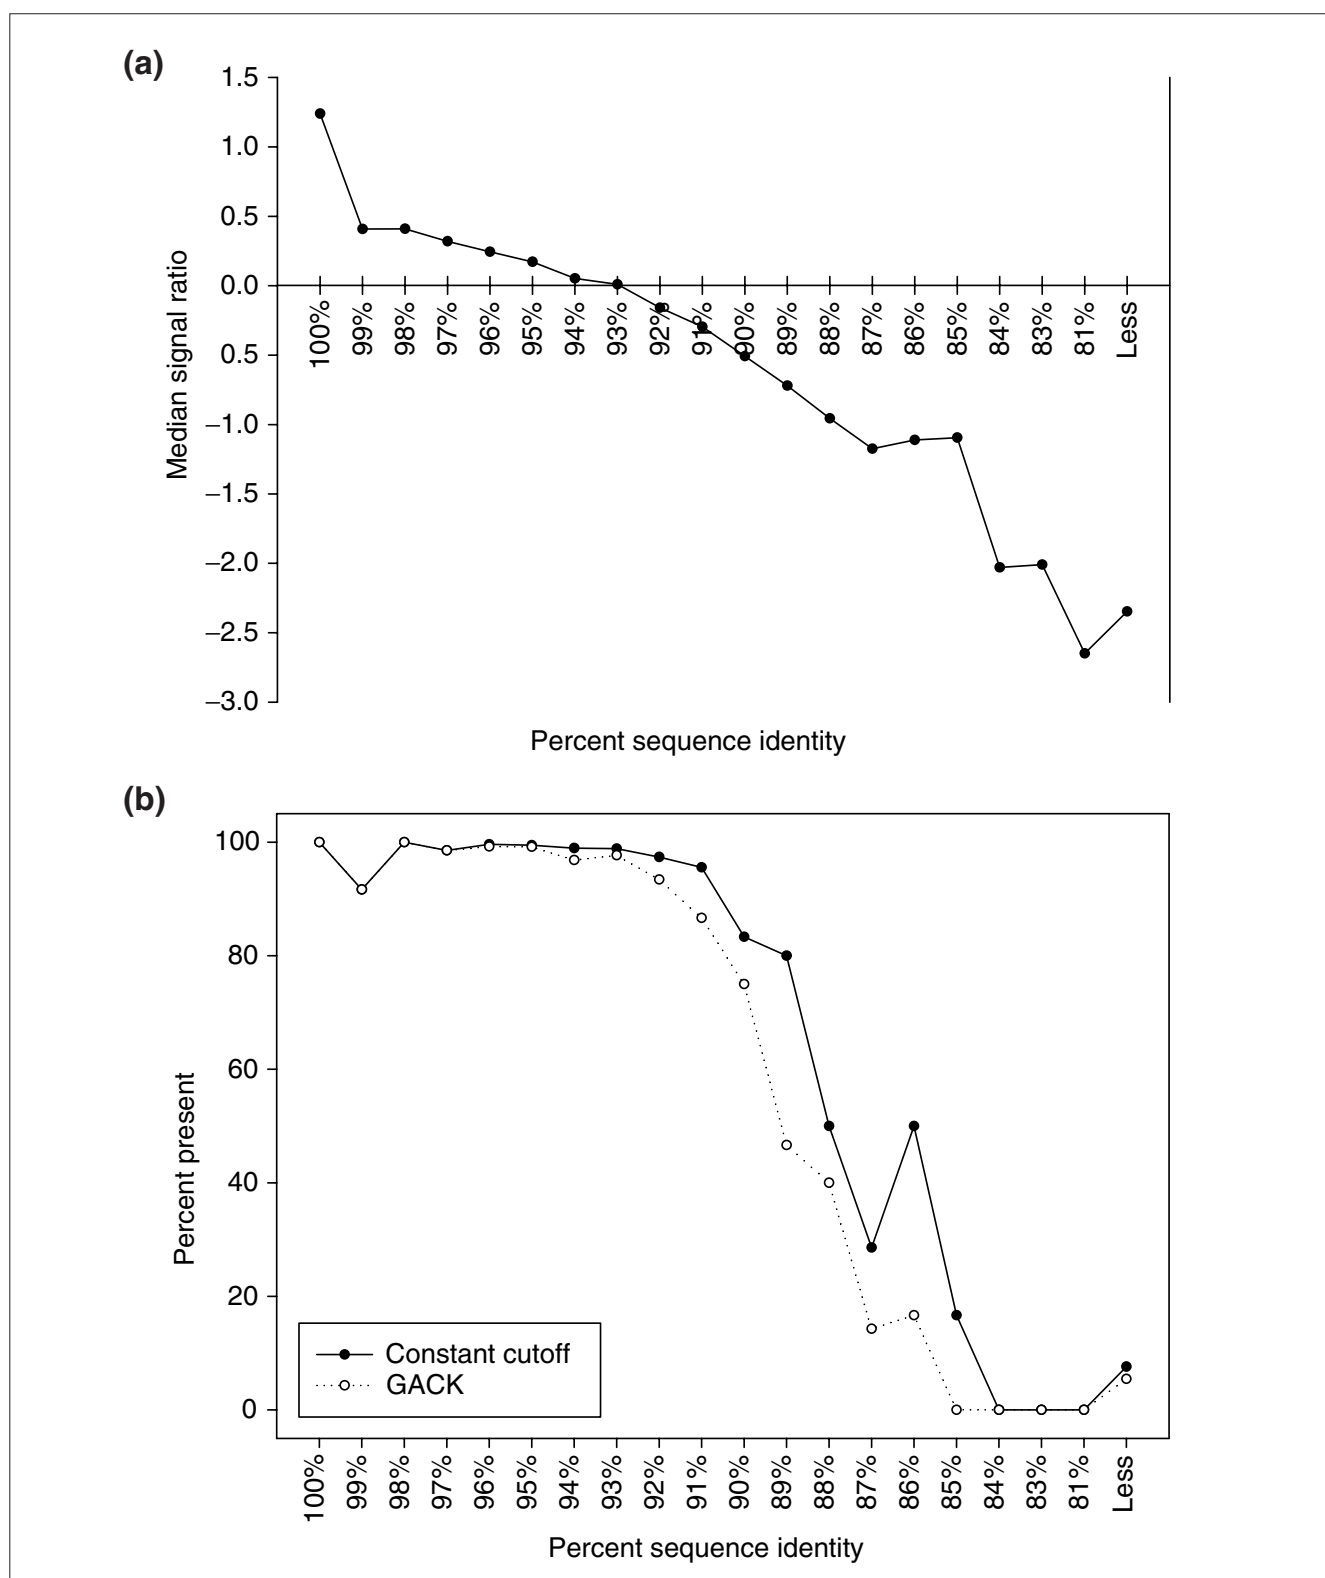 (a)
1.5
1.0
0.5
0.0
0.5
−1.0
−1.5
−2.0
−2.5
−3.0
Median signal ratio
100% 99% 98% 97% 96% 95% 94% 93% 92% 91% 90% 89% 88% 87% 86% 85% 84% 83% 81% Less
Percent sequence identity
(b)
100
80
60
40
20
0
Percent present
Constant cutoff
GACK
100% 99% 98% 97% 96% 95% 94% 93% 92% 91% 90% 89% 88% 87% 86% 85% 84% 83% 81% Less
Percent sequence identity